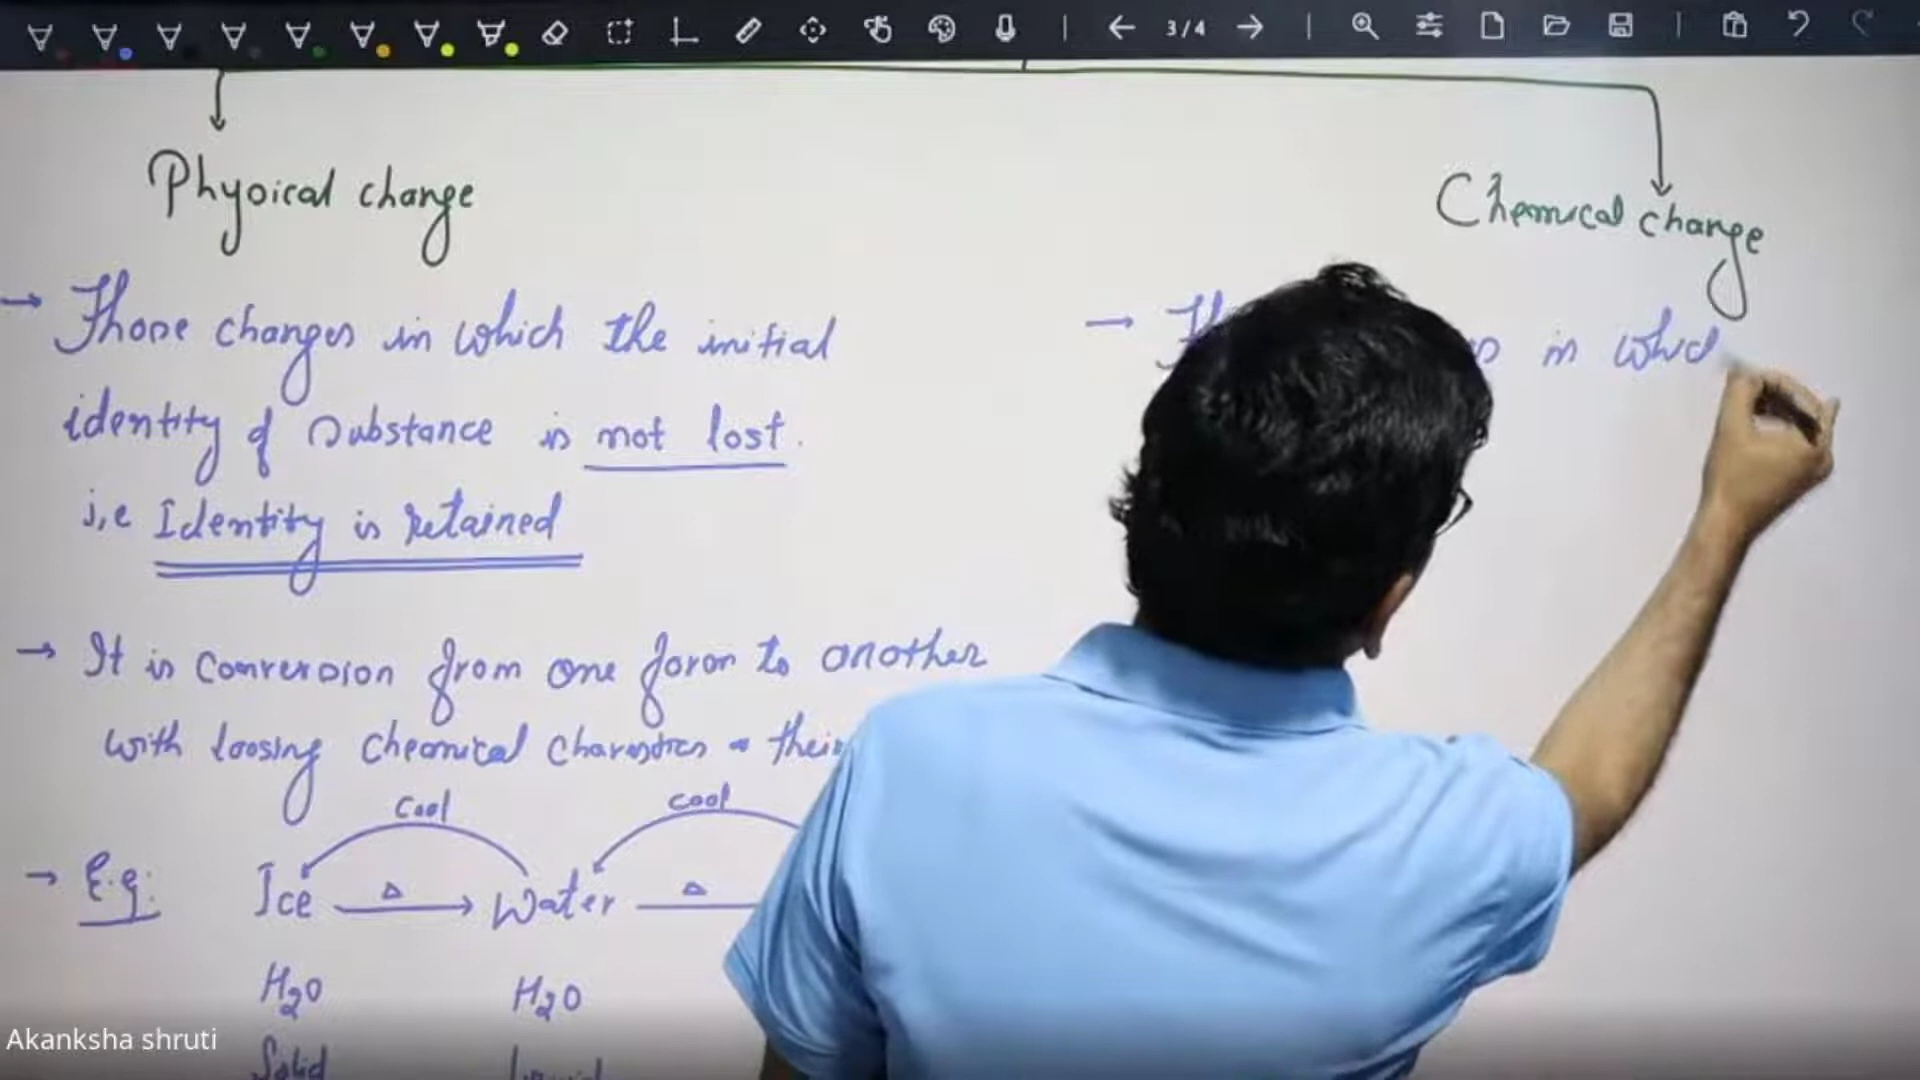 3/4
Physical change
Chemical change
→ Those changes in which the initial
identity of substance is not lost.
i,e Identity is retained
→ in which
→ It is conversion from one form to another
with loosing chemical their
Cool
Cool
→ E.g.
Ice Δ→ Water Δ
H₂O H₂O
Solid Liquid
Akanksha shruti